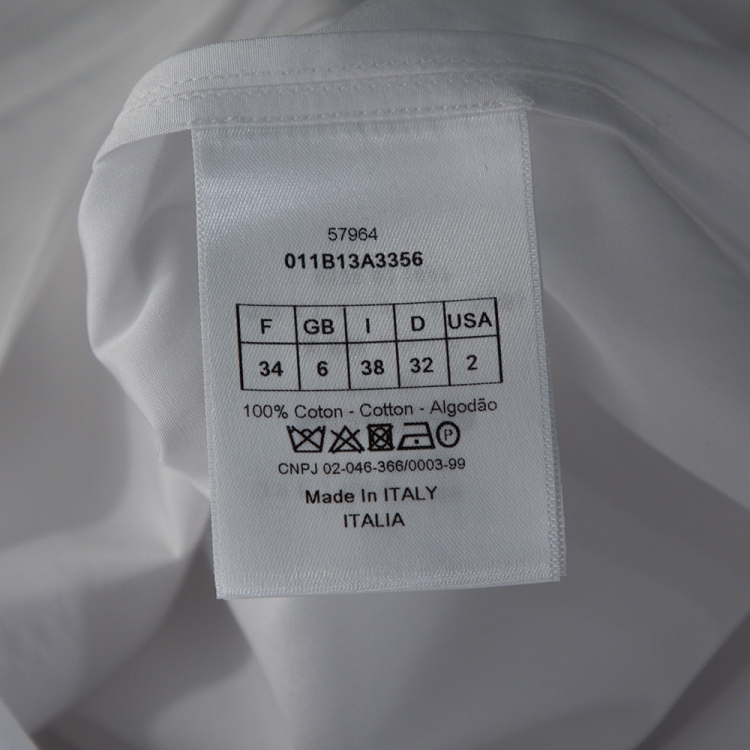 57964
011B13A3356
F GB I D USA
34 6 38 32 2
100% Coton - Cotton - Algodão
P
CNPJ 02-046-366/0003-99
Made In ITALY
ITALIA